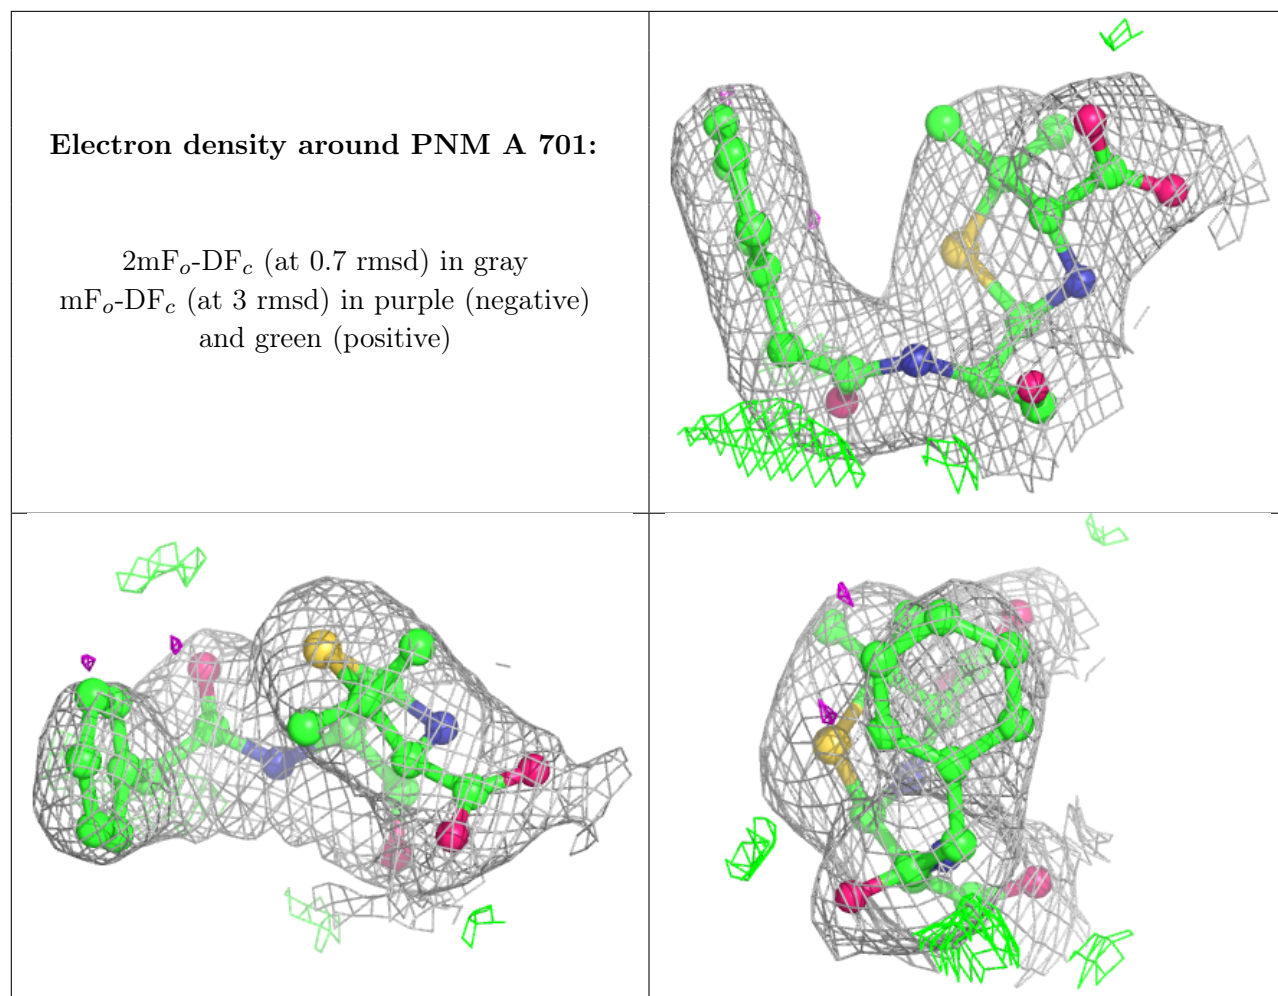 Electron density around PNM A 701:
2mFo-DFc (at 0.7 rmsd) in gray
mFo-DFc (at 3 rmsd) in purple (negative)
and green (positive)